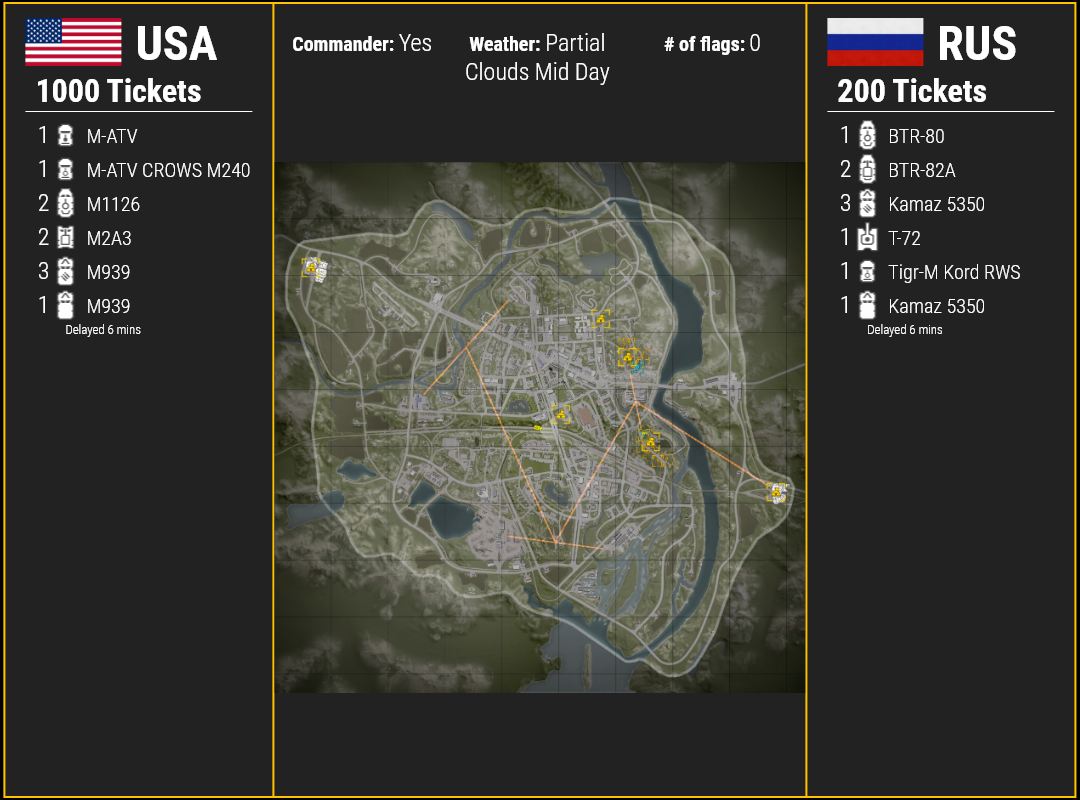 USA
1000 Tickets
1 M-ATV
1 M-ATV CROWS M240
2 M1126
2 M2A3
3 M939
1 M939
Delayed 6 mins
Commander: Yes
Weather: Partial
Clouds Mid Day
# of flags: 0
RUS
200 Tickets
1 BTR-80
2 BTR-82A
3 Kamaz 5350
1 T-72
1 Tigr-M Kord RWS
1 Kamaz 5350
Delayed 6 mins